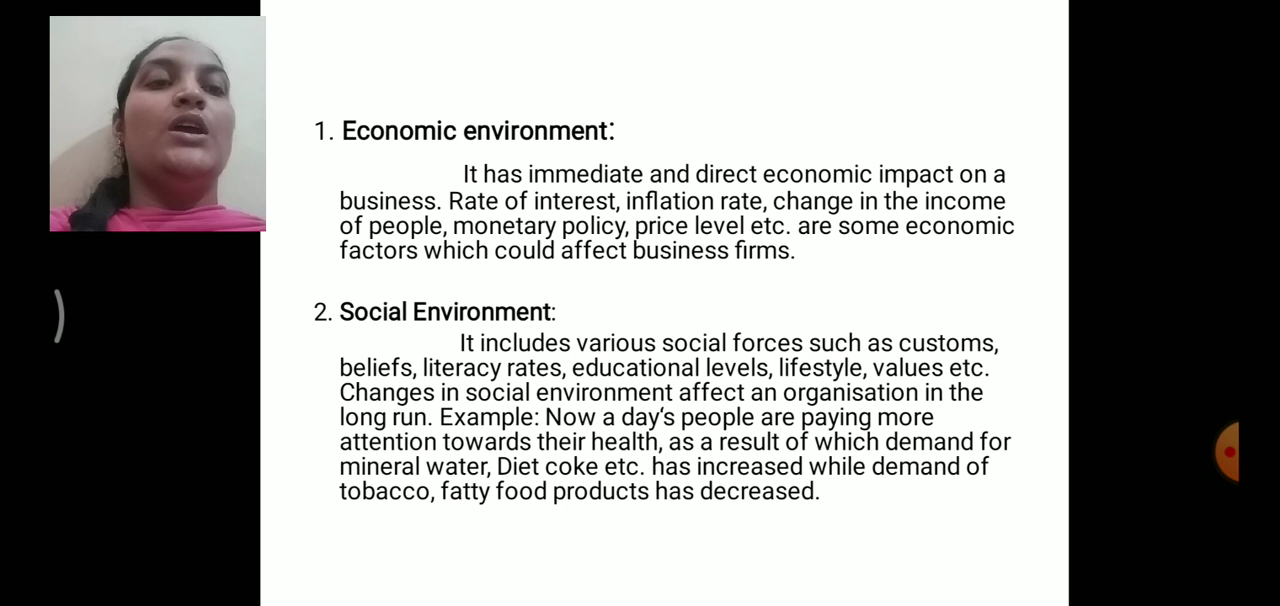 1. Economic environment:
It has immediate and direct economic impact on a
business. Rate of interest, inflation rate, change in the income
of people, monetary policy, price level etc. are some economic
factors which could affect business firms.
2. Social Environment:
It includes various social forces such as customs,
beliefs, literacy rates, educational levels, lifestyle, values etc.
Changes in social environment affect an organisation in the
long run. Example: Now a day‘s people are paying more
attention towards their health, as a result of which demand for
mineral water, Diet coke etc. has increased while demand of
tobacco, fatty food products has decreased.